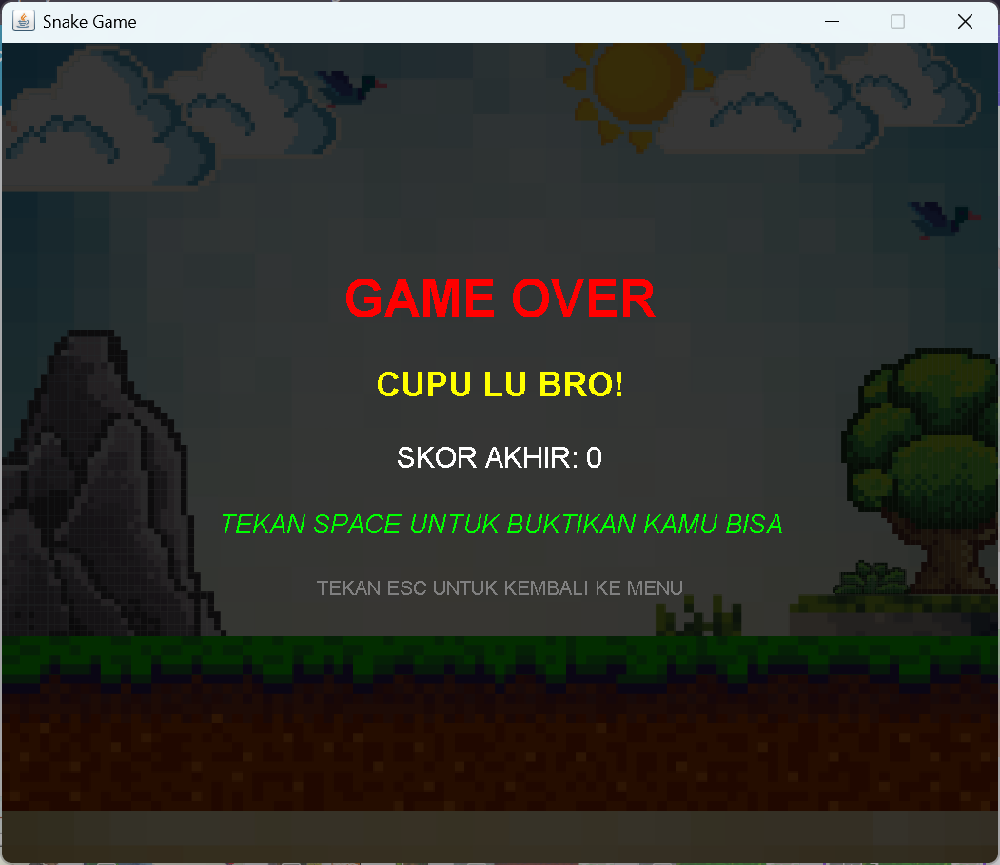 Snake Game
GAME OVER
CUPU LU BRO!
SKOR AKHIR: 0
TEKAN SPACE UNTUK BUKTIKAN KAMU BISA
TEKAN ESC UNTUK KEMBALI KE MENU